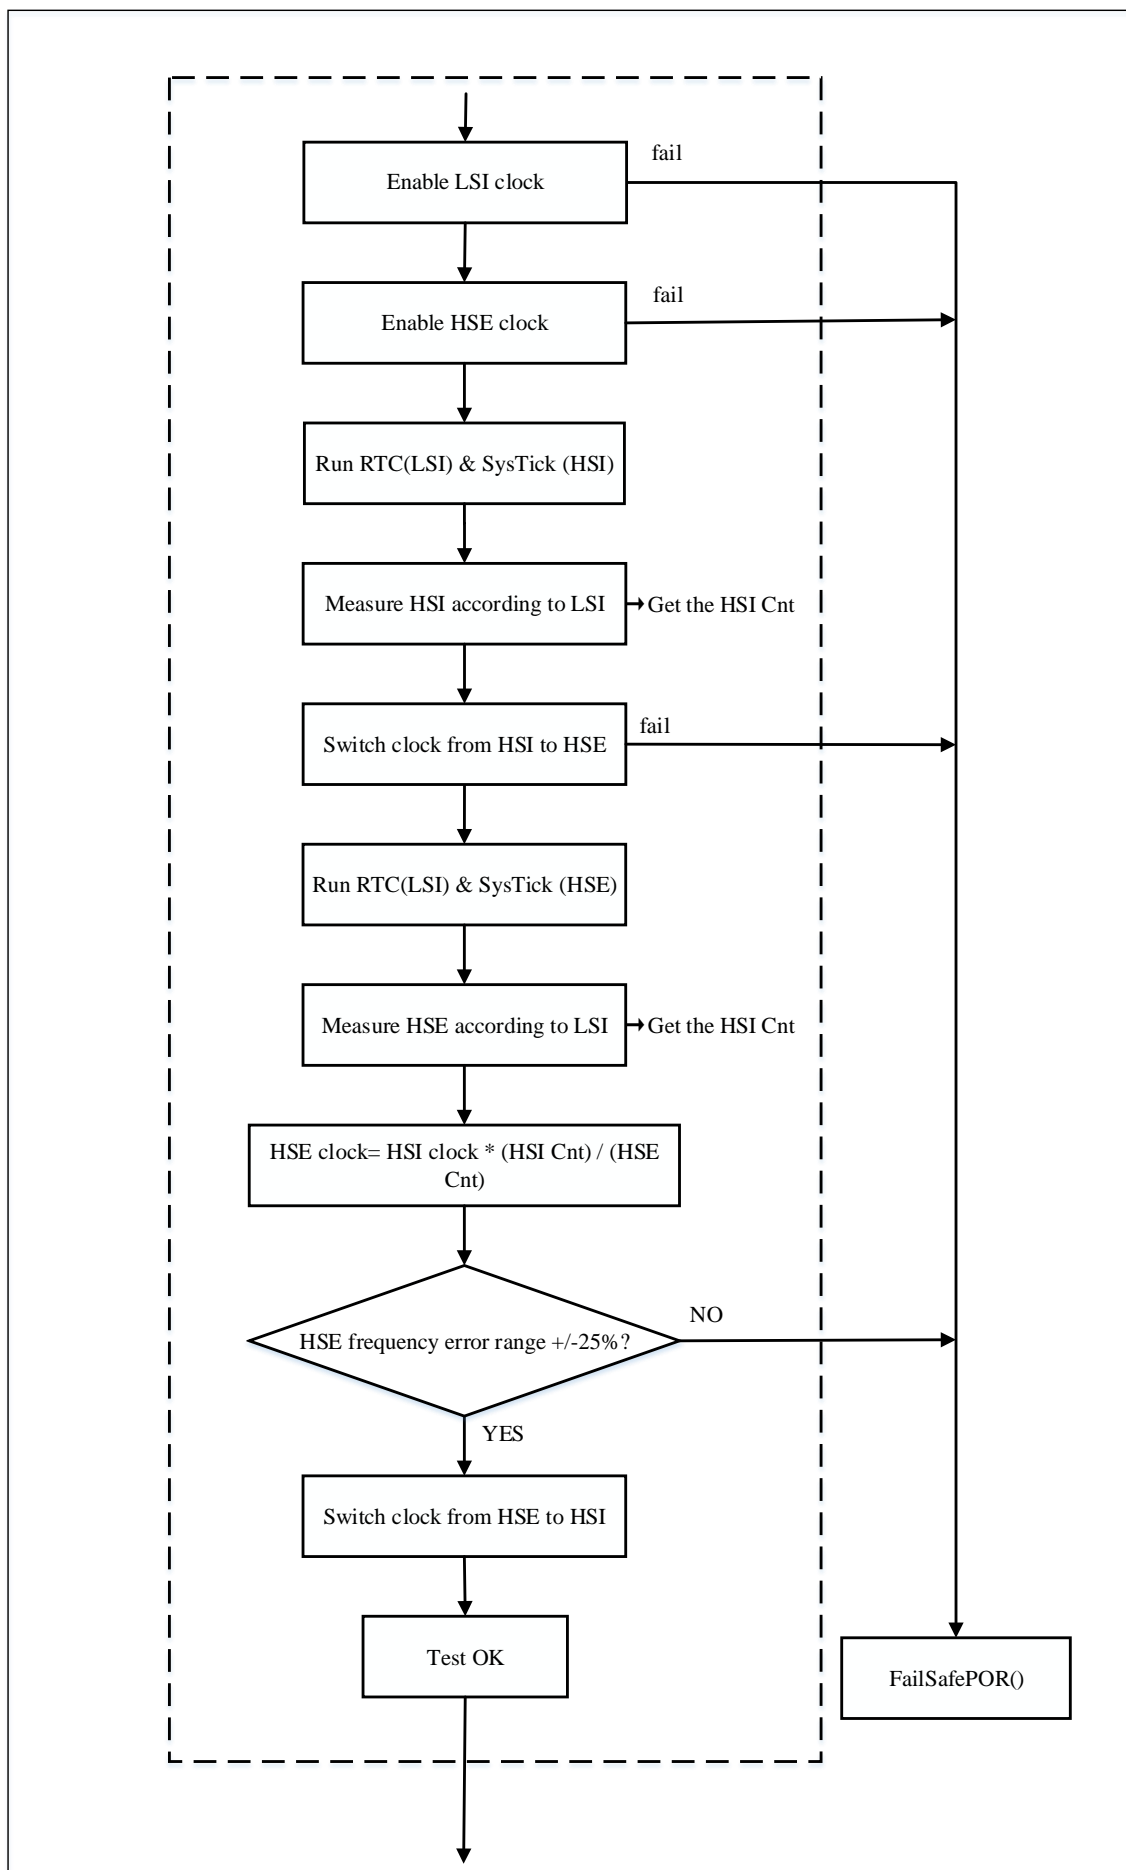 fail
Enable LSI clock
fail
Enable HSE clock
Run RTC(LSI) & SysTick (HSI)
Measure HSI according to LSI
Get the HSI Cnt
fail
Switch clock from HSI to HSE
Run RTC(LSI) & SysTick (HSE)
Measure HSE according to LSI
Get the HSI Cnt
HSE clock= HSI clock * (HSI Cnt) / (HSE
Cnt)
NO
HSE frequency error range +/-25%?
YES
Switch clock from HSE to HSI
Test OK
FailSafePOR()